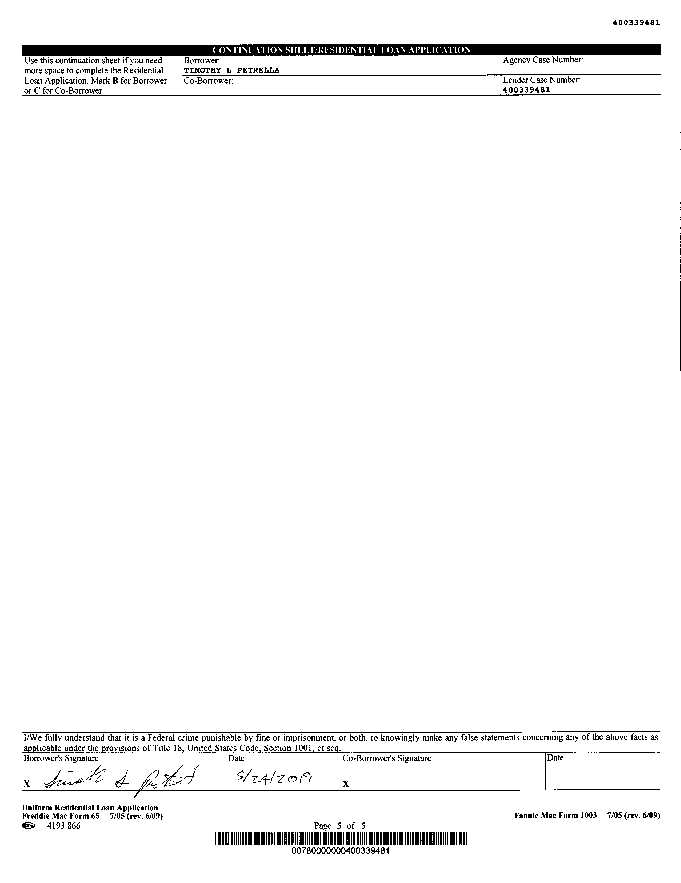 400339481
CONTINUATION SHEET/RESIDENTIAL LOAN APPLICATION
Use this continuation sheet if you need more space to complete the Residential Loan Application. Mark B for Borrower or C for Co-Borrower
Borrower:
TIMOTHY L PETRELLA
Co-Borrower:
Agency Case Number:
Lender Case Number:
400339481
I/We fully understand that it is a Federal crime punishable by fine or imprisonment, or both, to knowingly make any false statements concerning any of the above facts as
applicable under the provisions of Title 18, United States Code, Section 1001, et seq.
Borrower's Signature
Date
Co-Borrower's Signature
Date
X
/24/2019
X
Uniform Residential Loan Application
Freddie Mac Form 65 7/05 (rev. 6/09)
Fannie Mae Form 1003 7/05 (rev. 6/09)
4193 866
Page 5 of 5
00780000000400339481